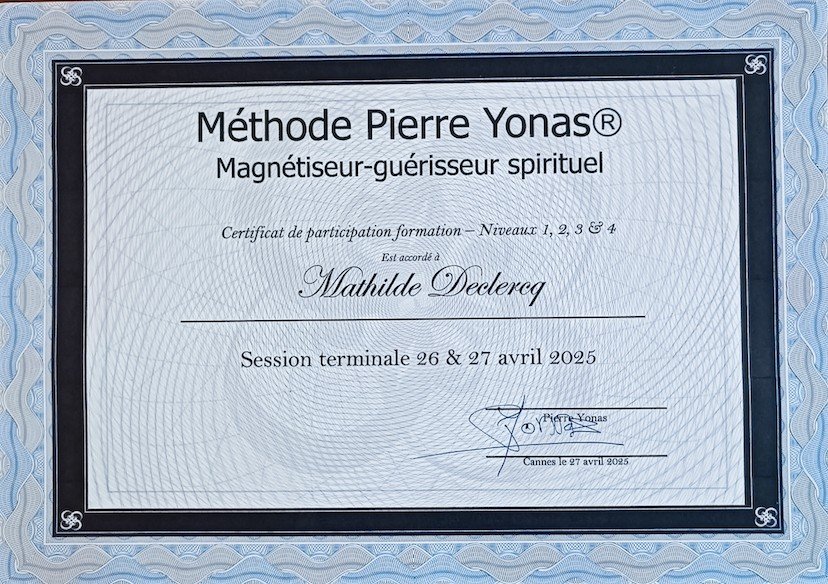 Méthode Pierre Yonas®
Magnétiseur-guérisseur spirituel
Certificat de participation formation – Niveaux 1, 2, 3 & 4
Est accordé à
Mathilde Declercq
Session terminale 26 & 27 avril 2025
Pierre Yonas
Cannes le 27 avril 2025